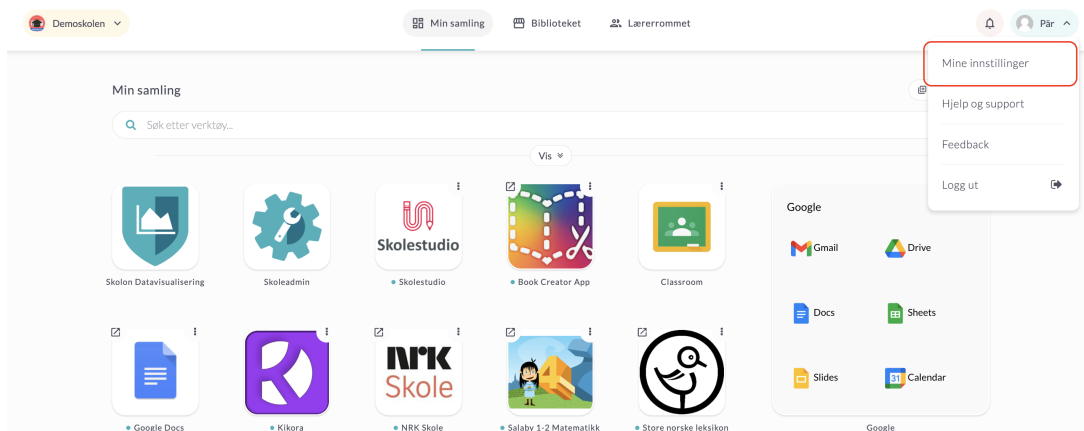 Demoskolen
Min samling
Biblioteket
Lærerrommet
Pär
Mine innstillinger
Hjelp og support
Feedback
Logg ut
Min samling
Søk etter verktøy...
Vis
Skolestudio
Skolon Datavisualisering
Skoleadmin
Skolestudio
Book Creator App
Classroom
Google
Gmail
Drive
Docs
Sheets
Slides
31
Calendar
NRK
Skole
4
Google Docs
Kikora
NRK Skole
Salaby 1-2 Matematikk
Store norske leksikon
Google